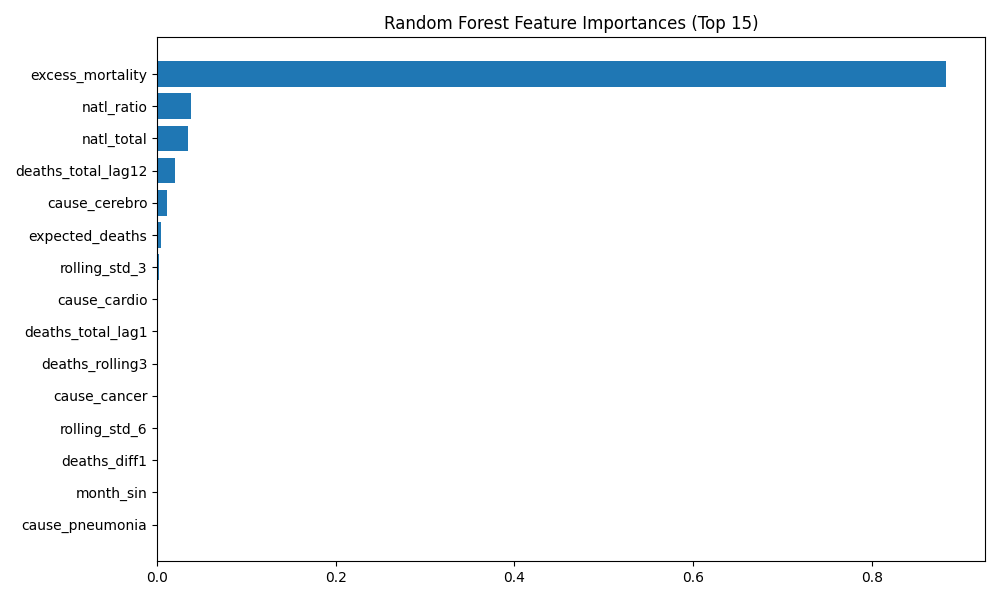 Random Forest Feature Importances (Top 15)
excess_mortality
natl_ratio
natl_total
deaths_total_lag12
cause_cerebro
expected_deaths
rolling_std_3
cause_cardio
deaths_total_lag1
deaths_rolling3
cause_cancer
rolling_std_6
deaths_diff1
month_sin
cause_pneumonia
0.0 0.2 0.4 0.6 0.8